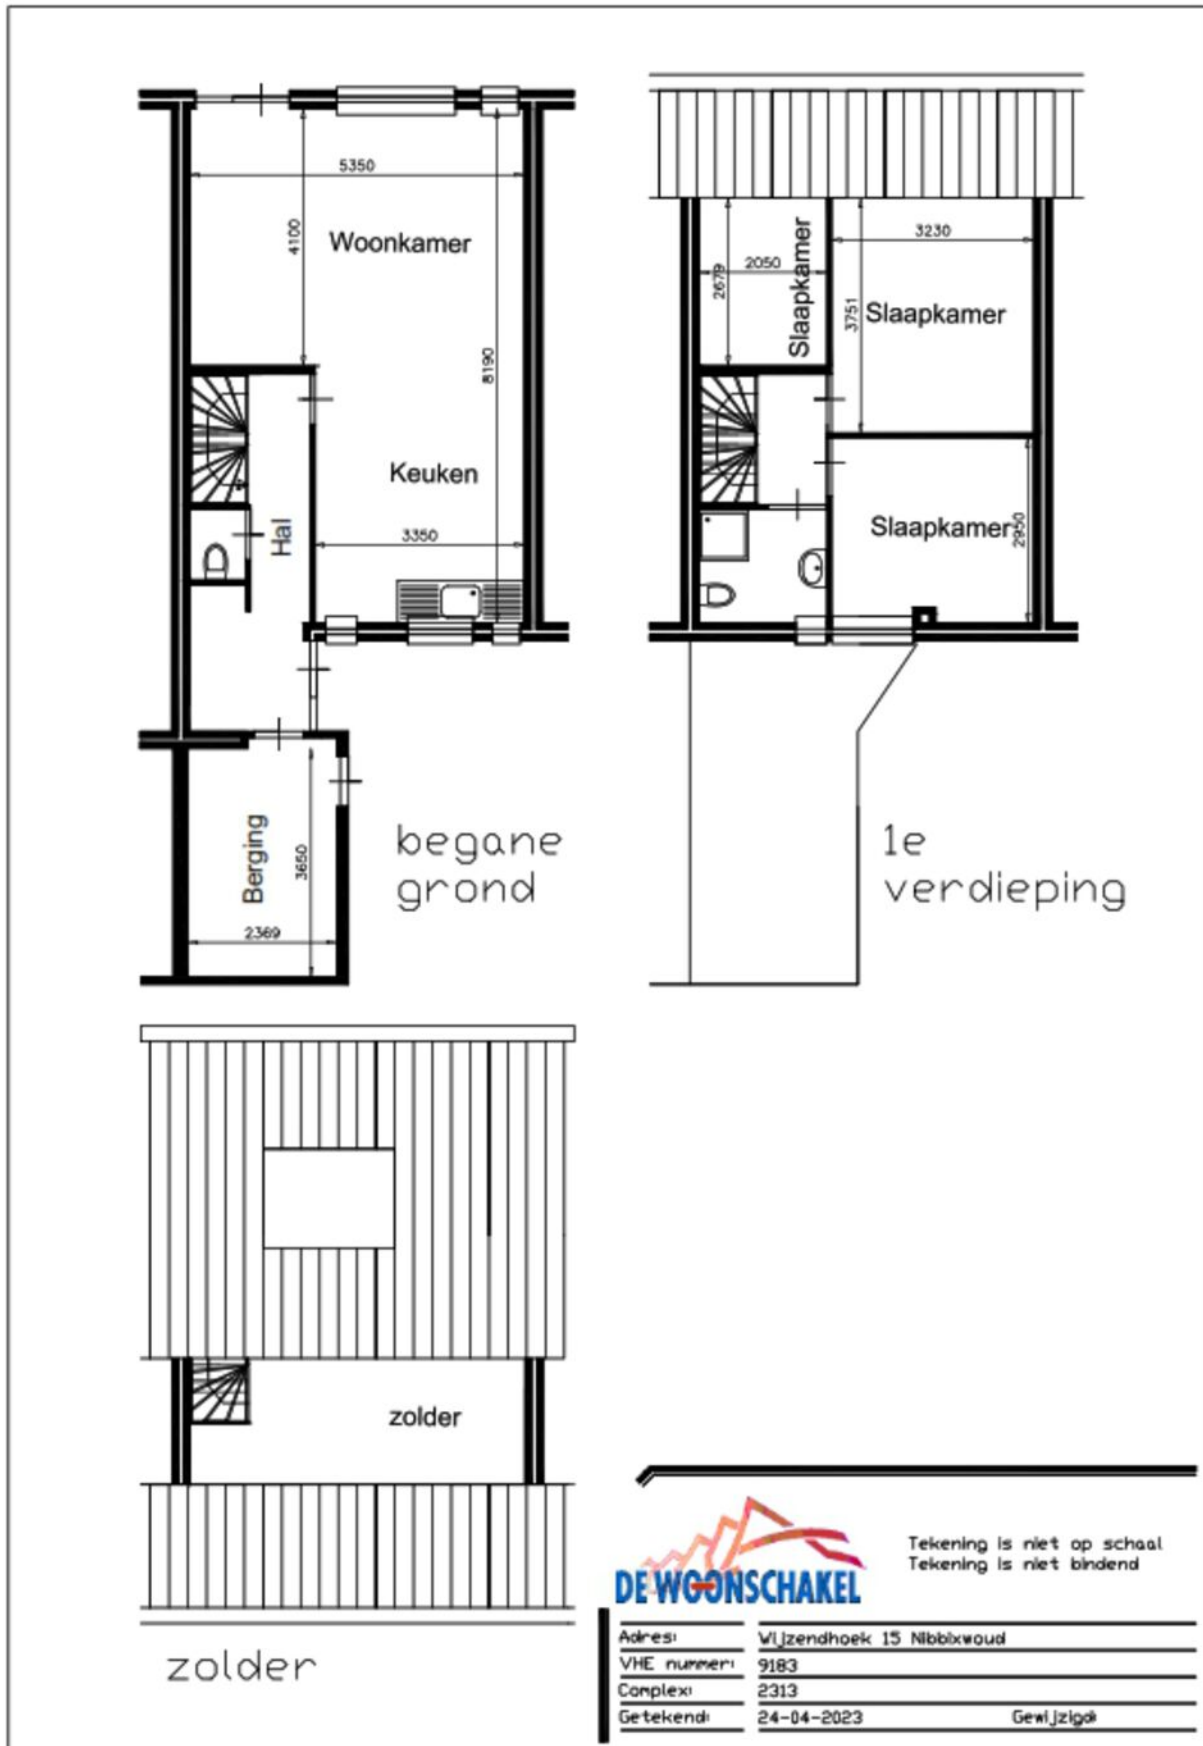 5350
4100
Woonkamer
8190
Keuken
Hal
3350
Berging
3650
2369
begane
grond
3230
2050
2679
Slaapkamer
3751
Slaapkamer
Slaapkamer
2950
1e
verdieping
zolder
zolder
DE WOONSCHAKEL
Tekening is niet op schaal
Tekening is niet bindend
Adres: Wijzendhoek 15 Nibbixwoud
VHE nummer: 9183
Complex: 2313
Getekend: 24-04-2023 Gewijzigd: